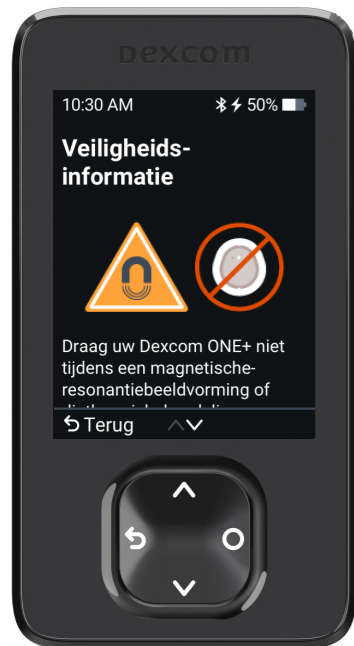 Dexcom
10:30 AM 50%
Veiligheids-
informatie
Draag uw Dexcom ONE+ niet
tijdens een magnetische-
resonantiebeeldvorming of
Terug